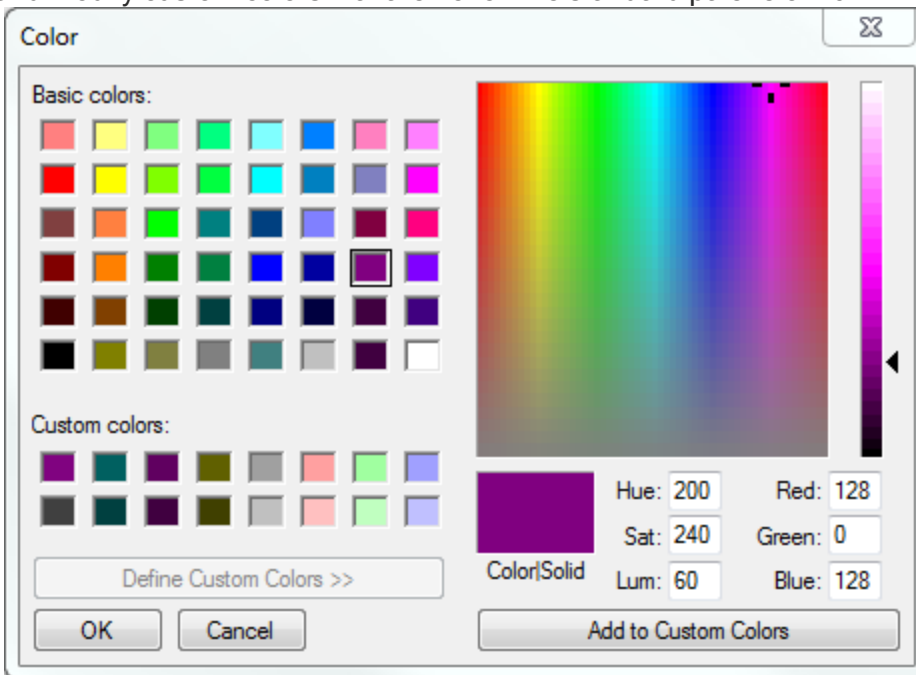 Color
Basic colors:
Custom colors:
Define Custom Colors >>
OK
Cancel
Color|Solid
Hue: 200
Sat: 240
Lum: 60
Red: 128
Green: 0
Blue: 128
Add to Custom Colors